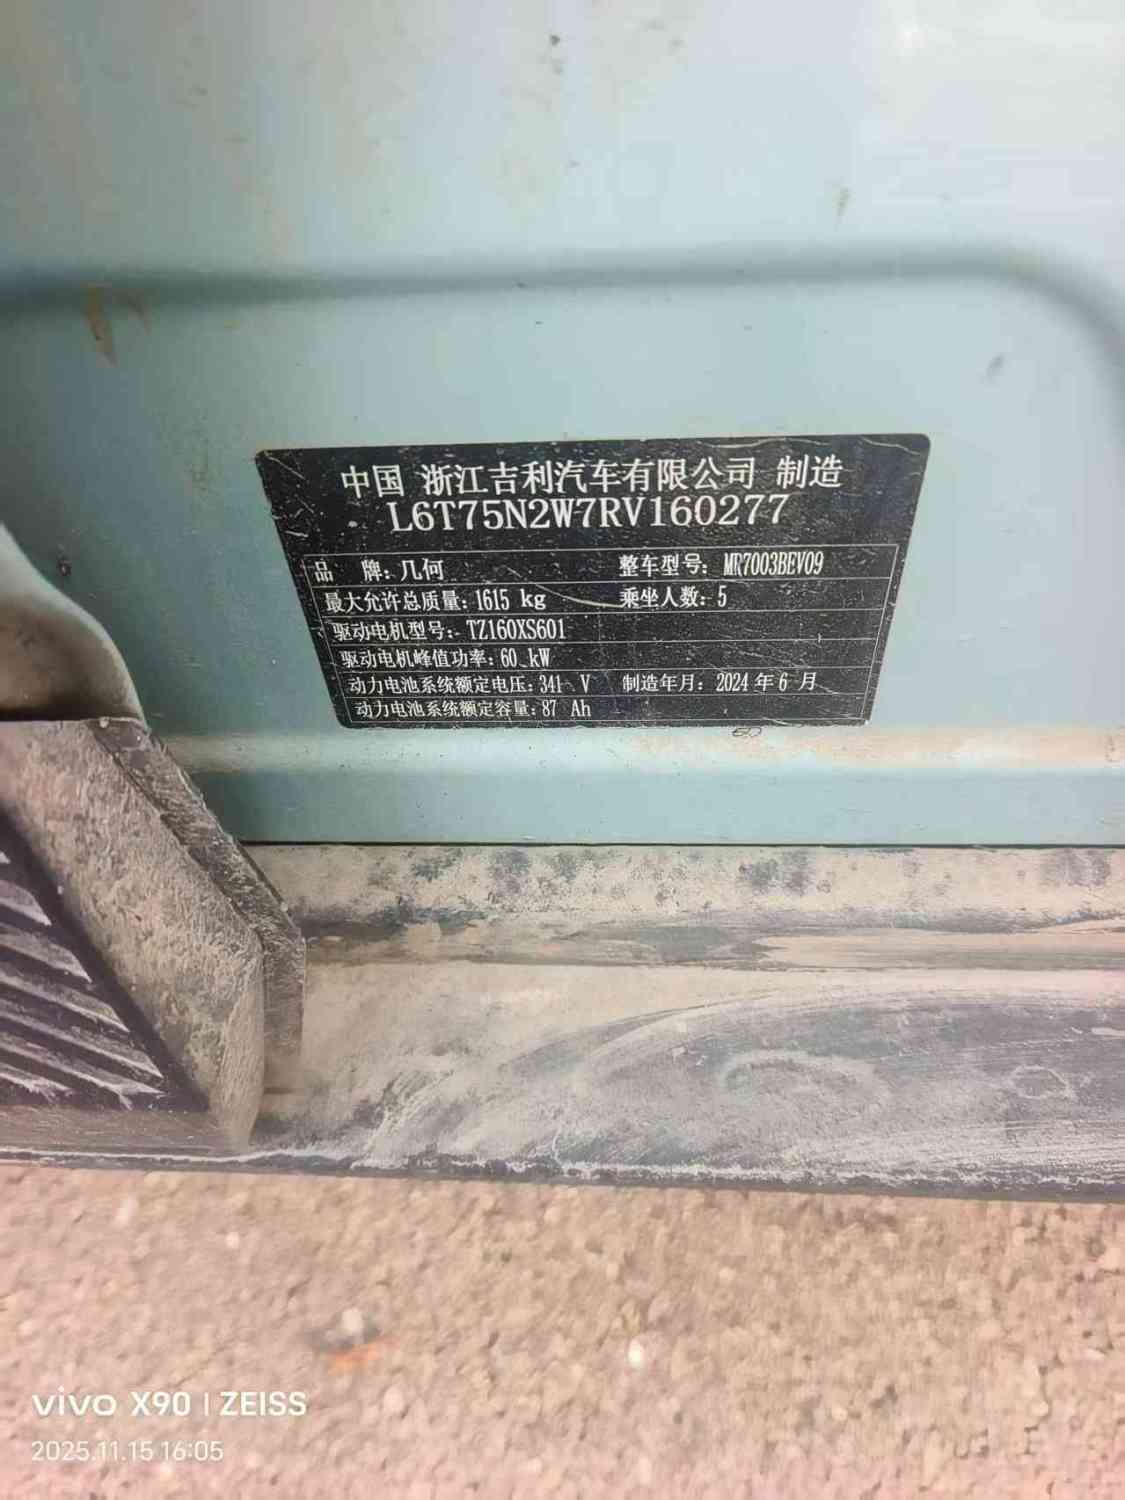 中国 浙江吉利汽车有限公司 制造
L6T75N2W7RV160277
品 牌：几何 整车型号：MR7003BEV09
最大允许总质量：1615 kg 乘坐人数：5
驱动电机型号：TZ160XS601
驱动电机峰值功率：60 kW
动力电池系统额定电压：341 V 制造年月：2024 年 6 月
动力电池系统额定容量：87 Ah
vivo X90 | ZEISS
2025.11.15 16:05